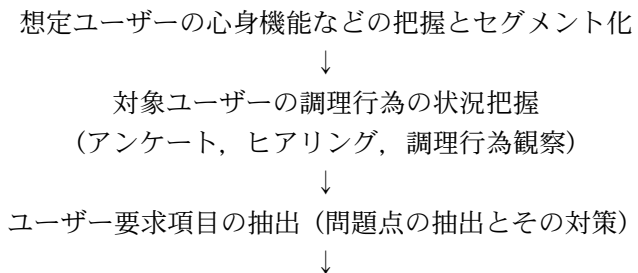 想定ユーザーの心身機能などの把握とセグメント化
↓
対象ユーザーの調理行為の状況把握
(アンケート，ヒアリング，調理行為観察)
↓
ユーザー要求項目の抽出（問題点の抽出とその対策）
↓